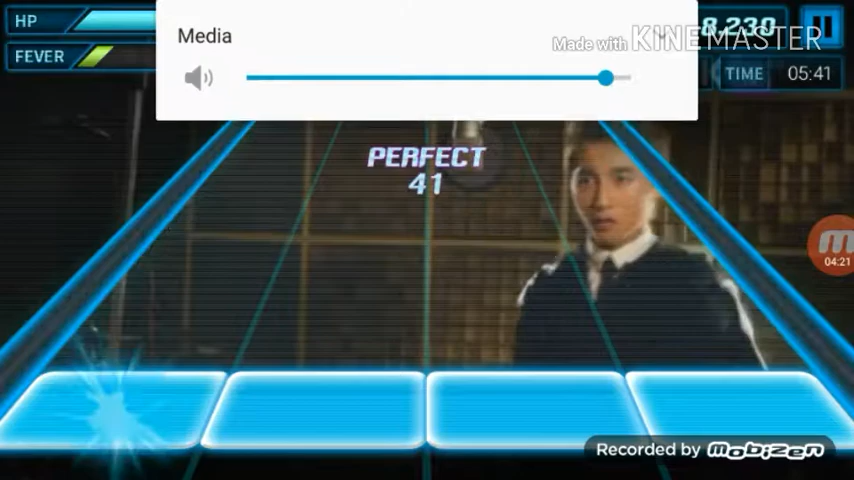 HP
8,230
Media
Made with KINEMASTER
FEVER
TIME 05:41
PERFECT
41
04:21
Recorded by mobizen